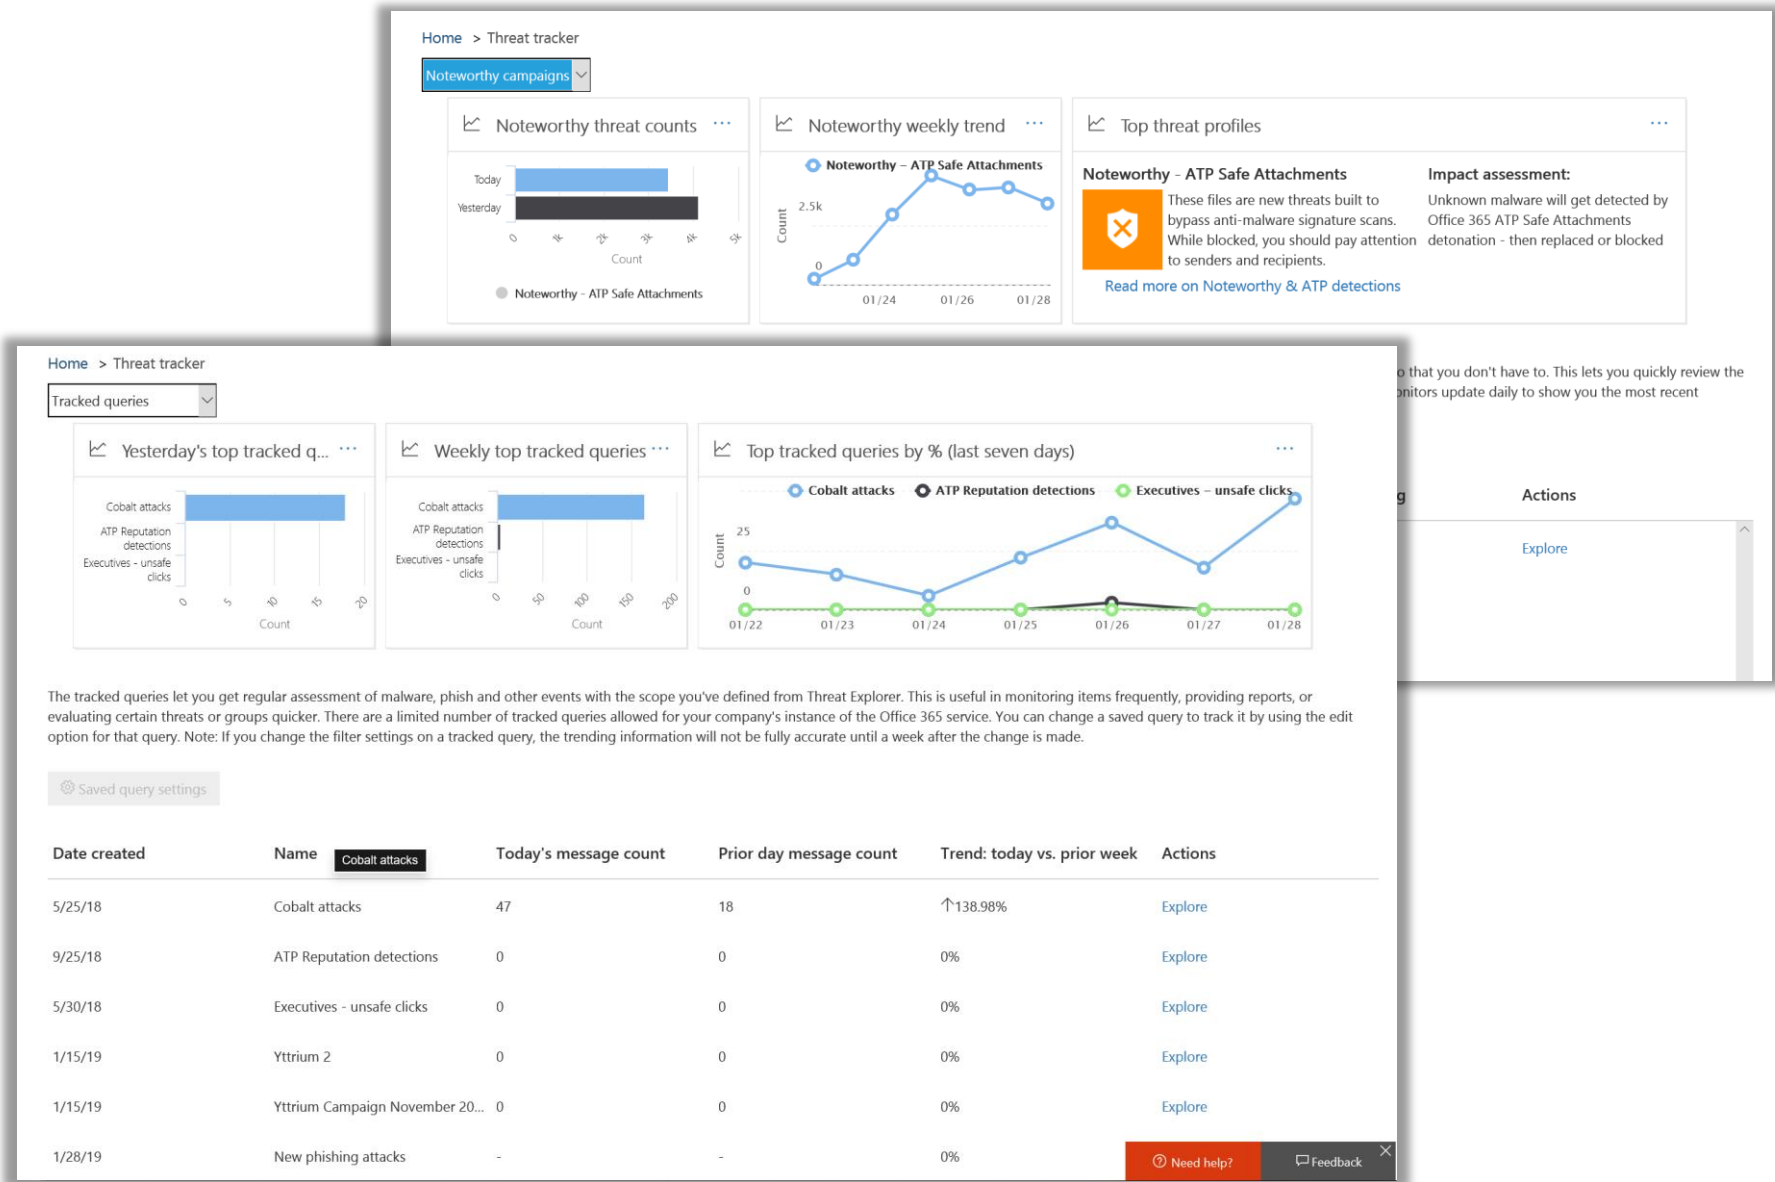 Home > Threat tracker
Noteworthy campaigns
Noteworthy threat counts ...
Today
Yesterday
0 1k 2k 3k 4k 5k
Count
Noteworthy - ATP Safe Attachments
Noteworthy weekly trend ...
Noteworthy – ATP Safe Attachments
Count
2.5k
0
01/24 01/26 01/28
Top threat profiles ...
Noteworthy - ATP Safe Attachments
These files are new threats built to
bypass anti-malware signature scans.
While blocked, you should pay attention
to senders and recipients.
Read more on Noteworthy & ATP detections
Impact assessment:
Unknown malware will get detected by
Office 365 ATP Safe Attachments
detonation - then replaced or blocked
o that you don't have to. This lets you quickly review the
onitors update daily to show you the most recent
g Actions
Explore
Home > Threat tracker
Tracked queries
Yesterday's top tracked q... ...
Cobalt attacks
ATP Reputation
detections
Executives - unsafe
clicks
0 5 10 15 20
Count
Weekly top tracked queries ...
Cobalt attacks
ATP Reputation
detections
Executives - unsafe
clicks
0 50 100 150 200
Count
Top tracked queries by % (last seven days) ...
Cobalt attacks ATP Reputation detections Executives – unsafe clicks
Count
25
0
01/22 01/23 01/24 01/25 01/26 01/27 01/28
The tracked queries let you get regular assessment of malware, phish and other events with the scope you've defined from Threat Explorer. This is useful in monitoring items frequently, providing reports, or
evaluating certain threats or groups quicker. There are a limited number of tracked queries allowed for your company's instance of the Office 365 service. You can change a saved query to track it by using the edit
option for that query. Note: If you change the filter settings on a tracked query, the trending information will not be fully accurate until a week after the change is made.
Saved query settings
Date created Name Today's message count Prior day message count Trend: today vs. prior week Actions
Cobalt attacks
5/25/18 Cobalt attacks 47 18 ↑138.98% Explore
9/25/18 ATP Reputation detections 0 0 0% Explore
5/30/18 Executives - unsafe clicks 0 0 0% Explore
1/15/19 Yttrium 2 0 0 0% Explore
1/15/19 Yttrium Campaign November 20... 0 0 0% Explore
1/28/19 New phishing attacks - - 0%
Need help? Feedback